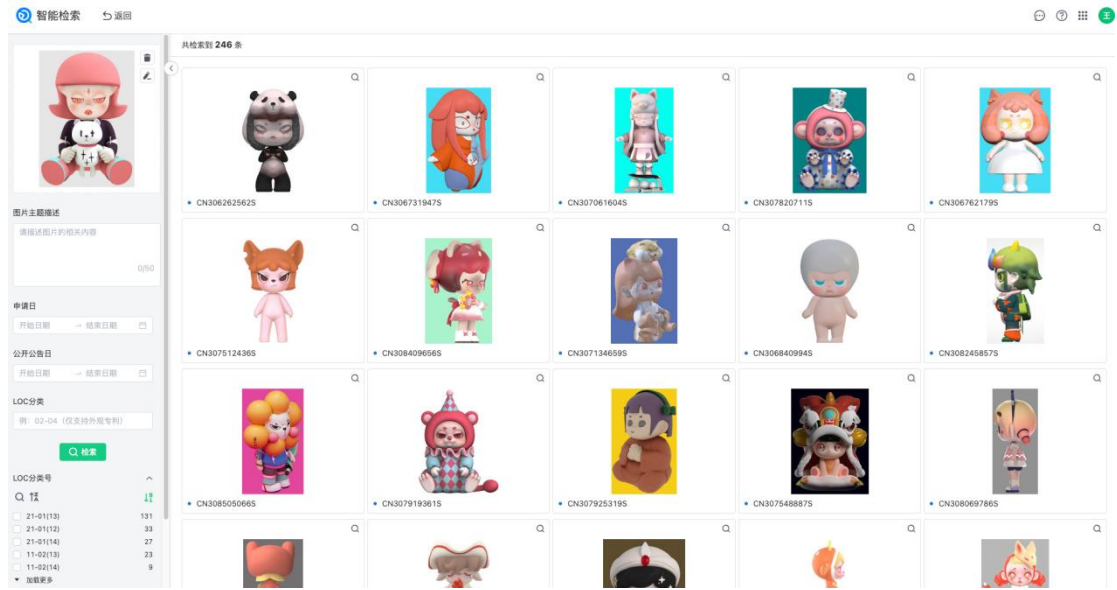 智能检索 返回
王
共检索到 246 条
图片主题描述
请描述图片的相关内容
0/50
申请日
开始日期 → 结束日期
公开公告日
开始日期 → 结束日期
LOC分类
例：02-04（仅支持外观专利）
检索
LOC分类号
21-01(13) 131
21-01(12) 33
21-01(14) 27
11-02(13) 23
11-02(14) 9
加载更多
CN306262562S
CN306731947S
CN307061604S
CN307820711S
CN306762179S
CN307512436S
CN308409656S
CN307134659S
CN306840994S
CN308245857S
CN308505066S
CN307919361S
CN307925319S
CN307548887S
CN308069786S